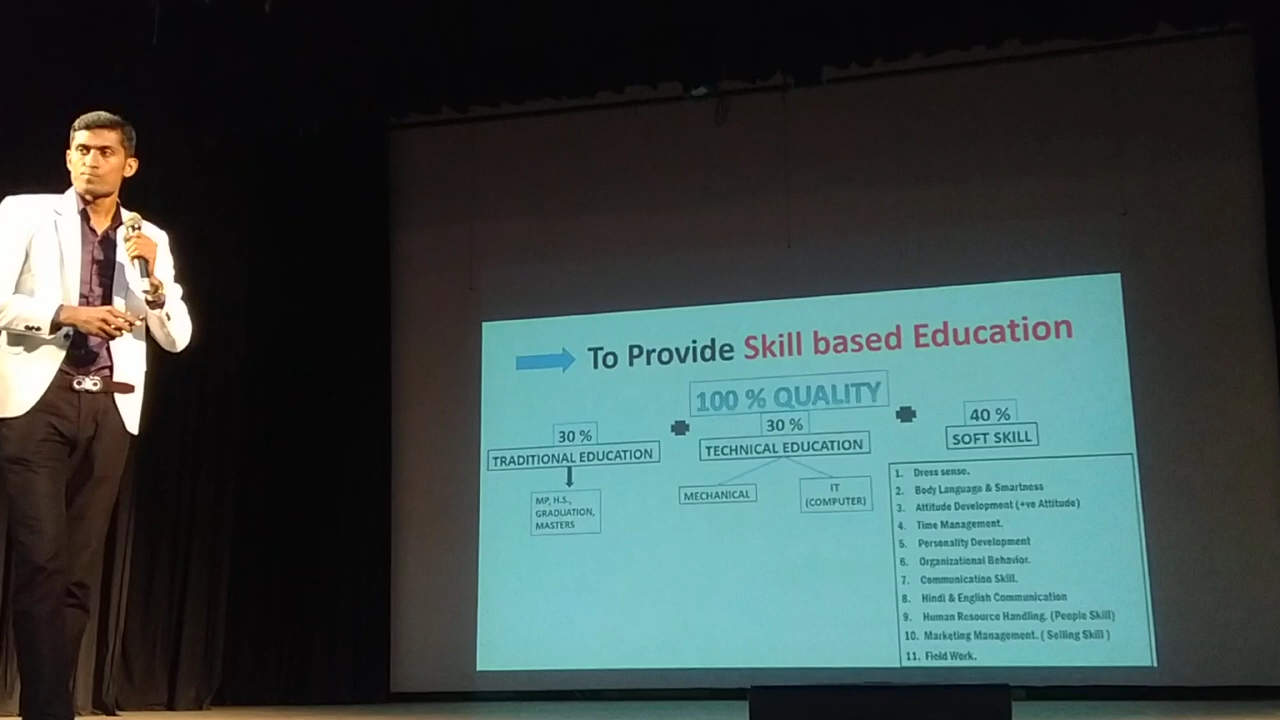 To Provide Skill based Education
100 % QUALITY
30 %
TRADITIONAL EDUCATION
MP, H.S.,
GRADUATION,
MASTERS
30 %
TECHNICAL EDUCATION
MECHANICAL
IT
(COMPUTER)
40 %
SOFT SKILL
1. Dress sense.
2. Body Language & Smartness
3. Attitude Development (+ve Attitude)
4. Time Management.
5. Personality Development
6. Organizational Behavior.
7. Communication Skill.
8. Hindi & English Communication
9. Human Resource Handling. (People Skill)
10. Marketing Management. ( Selling Skill )
11. Field Work.